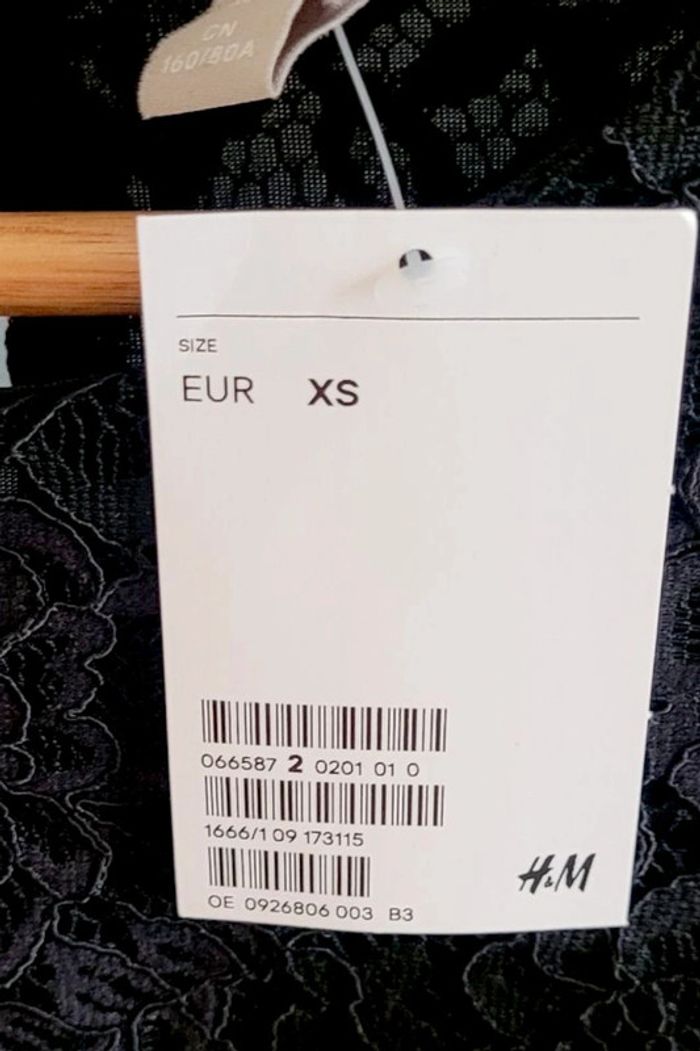 CN
160/80A
SIZE
EUR XS
066587 2 0201 01 0
1666/1 09 173115
OE 0926806 003 B3
H&M